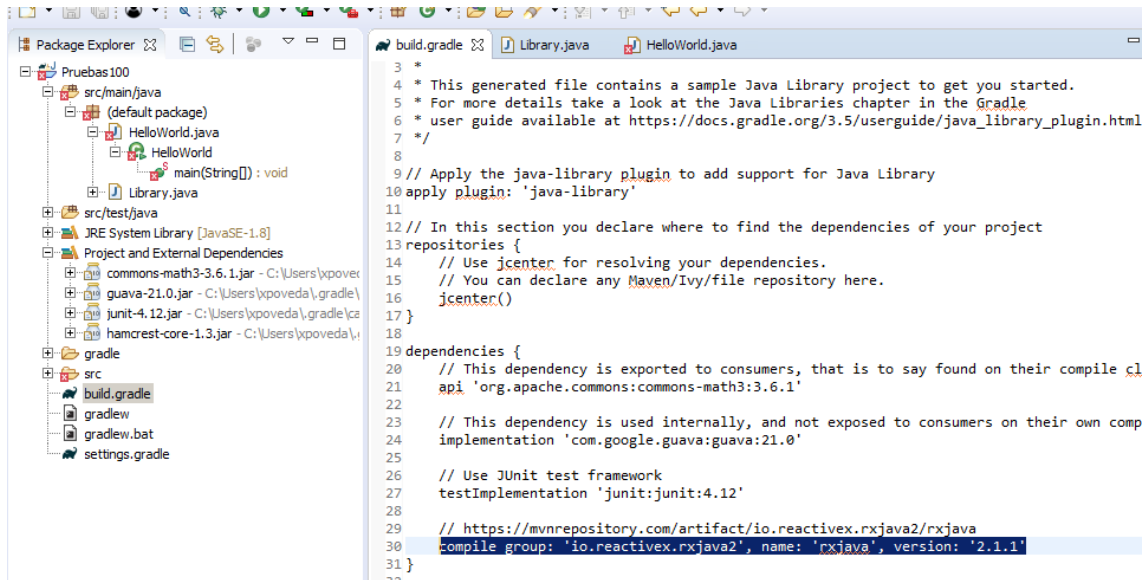 Package Explorer
Pruebas100
src/main/java
(default package)
HelloWorld.java
HelloWorld
main(String[]) : void
Library.java
src/test/java
JRE System Library [JavaSE-1.8]
Project and External Dependencies
commons-math3-3.6.1.jar - C:\Users\xpoved
guava-21.0.jar - C:\Users\xpoveda\.gradle\
junit-4.12.jar - C:\Users\xpoveda\.gradle\ca
hamcrest-core-1.3.jar - C:\Users\xpoveda\.
gradle
src
build.gradle
gradlew
gradlew.bat
settings.gradle
build.gradle Library.java HelloWorld.java
3 *
4 * This generated file contains a sample Java Library project to get you started.
5 * For more details take a look at the Java Libraries chapter in the Gradle
6 * user guide available at https://docs.gradle.org/3.5/userguide/java_library_plugin.html
7 */
8
9 // Apply the java-library plugin to add support for Java Library
10 apply plugin: 'java-library'
11
12 // In this section you declare where to find the dependencies of your project
13 repositories {
14 // Use jcenter for resolving your dependencies.
15 // You can declare any Maven/Ivy/file repository here.
16 jcenter()
17 }
18
19 dependencies {
20 // This dependency is exported to consumers, that is to say found on their compile cl
21 api 'org.apache.commons:commons-math3:3.6.1'
22
23 // This dependency is used internally, and not exposed to consumers on their own comp
24 implementation 'com.google.guava:guava:21.0'
25
26 // Use JUnit test framework
27 testImplementation 'junit:junit:4.12'
28
29 // https://mvnrepository.com/artifact/io.reactivex.rxjava2/rxjava
30 compile group: 'io.reactivex.rxjava2', name: 'rxjava', version: '2.1.1'
31 }